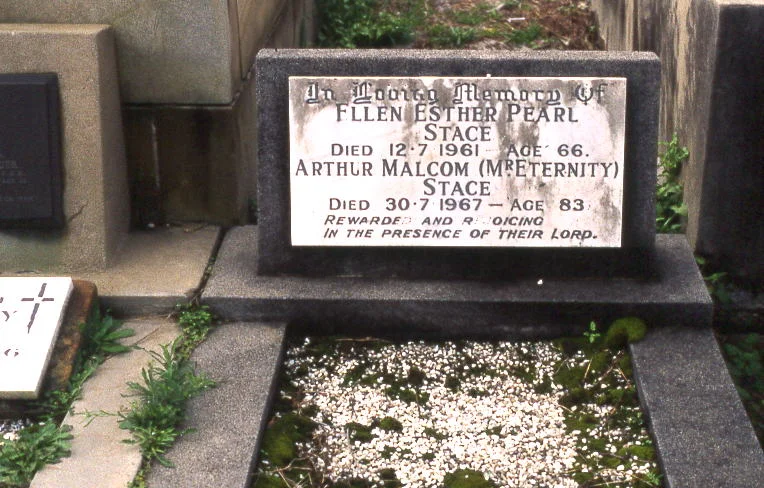 In Loving Memory Of
ELLEN ESTHER PEARL
STACE
DIED 12·7·1961 - AGE 66.
ARTHUR MALCOM (MR ETERNITY)
STACE
DIED 30·7·1967 - AGE 83
REWARDED AND REJOICING
IN THE PRESENCE OF THEIR LORD.
Y
6